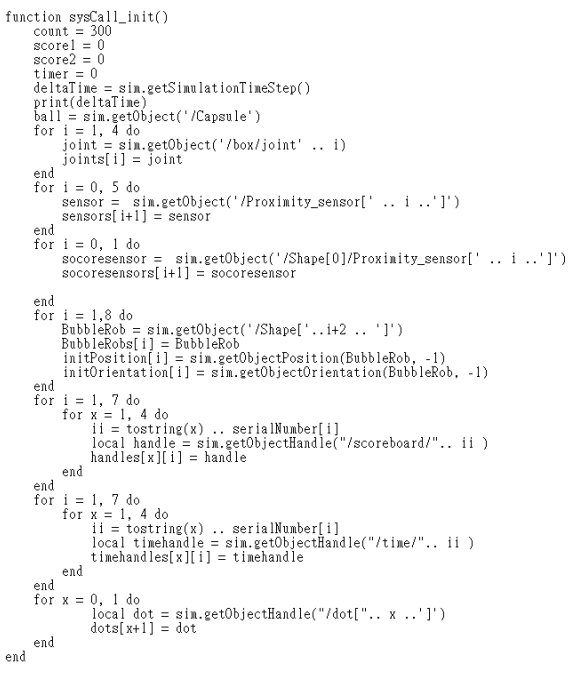 function sysCall_init()
    count = 300
    score1 = 0
    score2 = 0
    timer = 0
    deltaTime = sim.getSimulationTimeStep()
    print(deltaTime)
    ball = sim.getObject('/Capsule')
    for i = 1, 4 do
        joint = sim.getObject('/box/joint' .. i)
        joints[i] = joint
    end
    for i = 0, 5 do
        sensor =  sim.getObject('/Proximity_sensor[' .. i ..']')
        sensors[i+1] = sensor
    end
    for i = 0, 1 do
        socoresensor =  sim.getObject('/Shape[0]/Proximity_sensor[' .. i ..']')
        socoresensors[i+1] = socoresensor

    end
    for i = 1,8 do
        BubbleRob = sim.getObject('/Shape['..i+2 .. ']')
        BubbleRobs[i] = BubbleRob
        initPosition[i] = sim.getObjectPosition(BubbleRob, -1)
        initOrientation[i] = sim.getObjectOrientation(BubbleRob, -1)
    end
    for i = 1, 7 do
        for x = 1, 4 do
            ii = tostring(x) .. serialNumber[i]
            local handle = sim.getObjectHandle("/scoreboard/".. ii )
            handles[x][i] = handle
        end
    end
    for i = 1, 7 do
        for x = 1, 4 do
            ii = tostring(x) .. serialNumber[i]
            local timehandle = sim.getObjectHandle("/time/".. ii )
            timehandles[x][i] = timehandle
        end
    end
    for x = 0, 1 do
            local dot = sim.getObjectHandle("/dot[".. x ..']')
            dots[x+1] = dot
    end
end